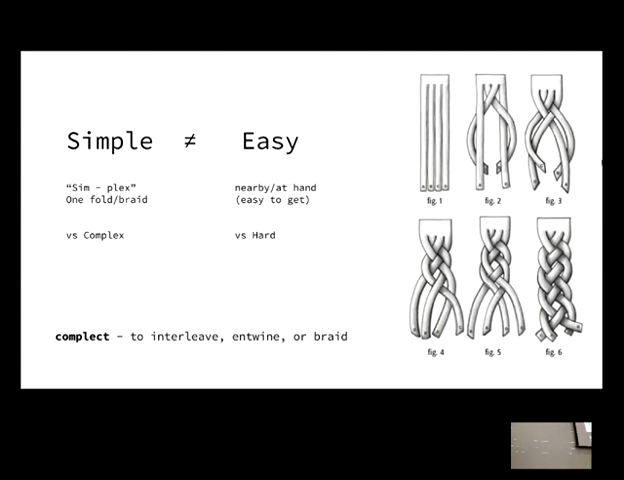 Simple ≠ Easy
“Sim - plex”
One fold/braid
nearby/at hand
(easy to get)
vs Complex
vs Hard
complect - to interleave, entwine, or braid
fig. 1
fig. 2
fig. 3
fig. 4
fig. 5
fig. 6